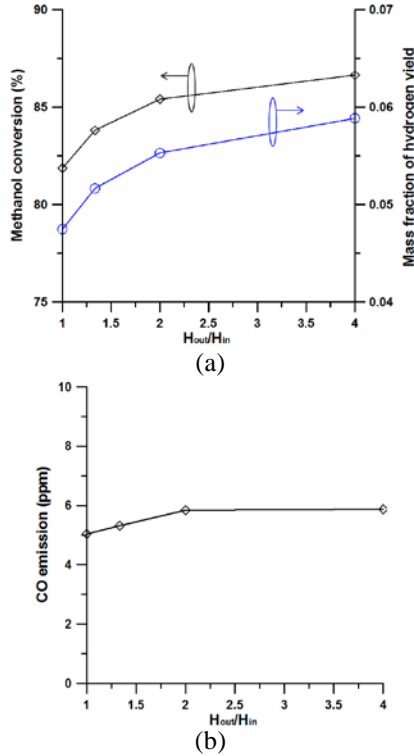 90
85
80
75
Methanol conversion (%)
0.07
0.06
0.05
0.04
Mass fraction of hydrogen yield
1 1.5 2 2.5 3 3.5 4
Hout/Hin
(a)
10
8
6
4
2
0
CO emission (ppm)
1 1.5 2 2.5 3 3.5 4
Hout/Hin
(b)